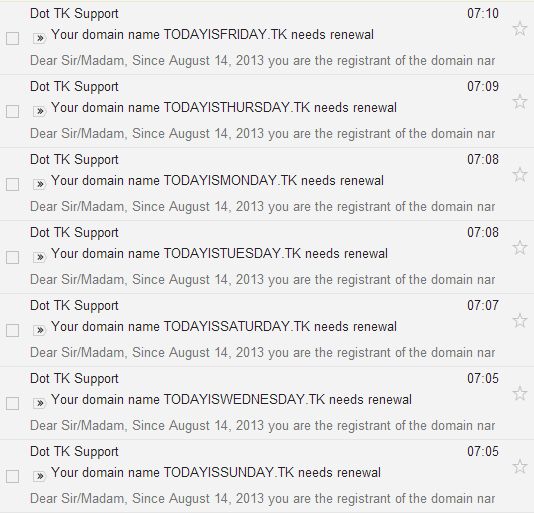 Dot TK Support 07:10
» Your domain name TODAYISFRIDAY.TK needs renewal
Dear Sir/Madam, Since August 14, 2013 you are the registrant of the domain nar
Dot TK Support 07:09
» Your domain name TODAYISTHURSDAY.TK needs renewal
Dear Sir/Madam, Since August 14, 2013 you are the registrant of the domain nar
Dot TK Support 07:08
» Your domain name TODAYISMONDAY.TK needs renewal
Dear Sir/Madam, Since August 14, 2013 you are the registrant of the domain nar
Dot TK Support 07:08
» Your domain name TODAYISTUESDAY.TK needs renewal
Dear Sir/Madam, Since August 14, 2013 you are the registrant of the domain nar
Dot TK Support 07:07
» Your domain name TODAYISSATURDAY.TK needs renewal
Dear Sir/Madam, Since August 14, 2013 you are the registrant of the domain nar
Dot TK Support 07:05
» Your domain name TODAYISWEDNESDAY.TK needs renewal
Dear Sir/Madam, Since August 14, 2013 you are the registrant of the domain nar
Dot TK Support 07:05
» Your domain name TODAYISSUNDAY.TK needs renewal
Dear Sir/Madam, Since August 14, 2013 you are the registrant of the domain nar